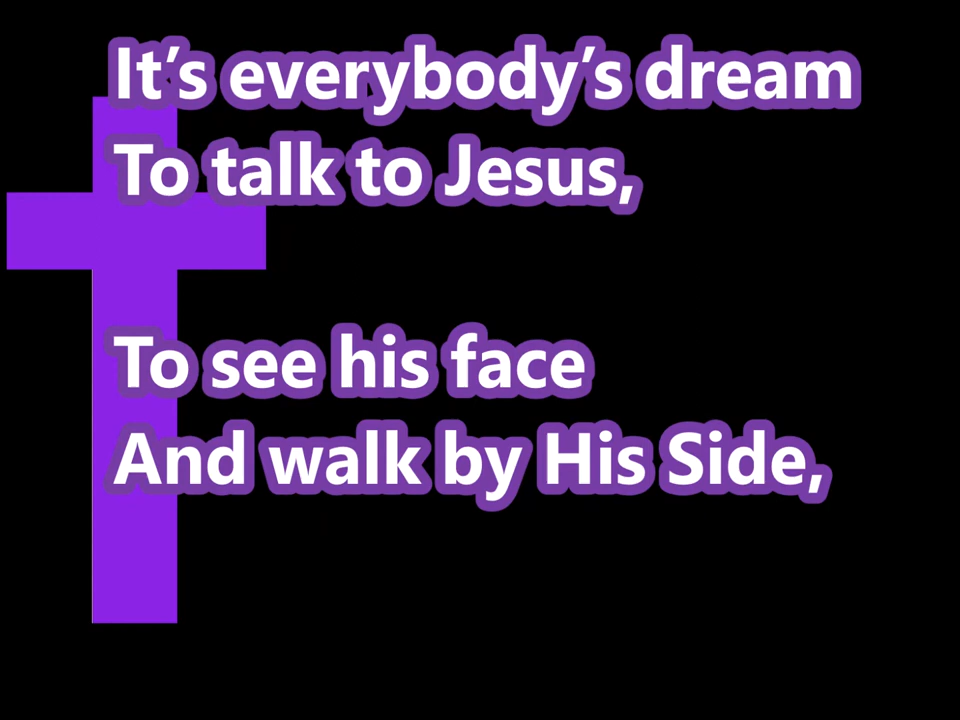 It’s everybody’s dream
To talk to Jesus,
To see his face
And walk by His Side,